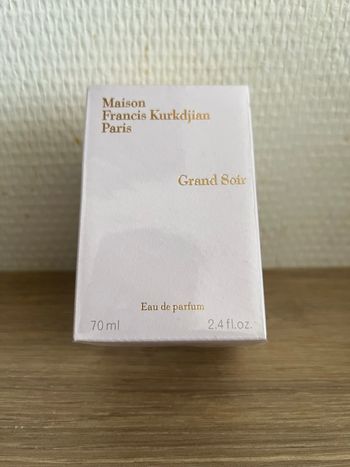 Maison
Francis Kurkdjian
Paris
Grand Soir
Eau de parfum
70 ml 2.4 fl.oz.